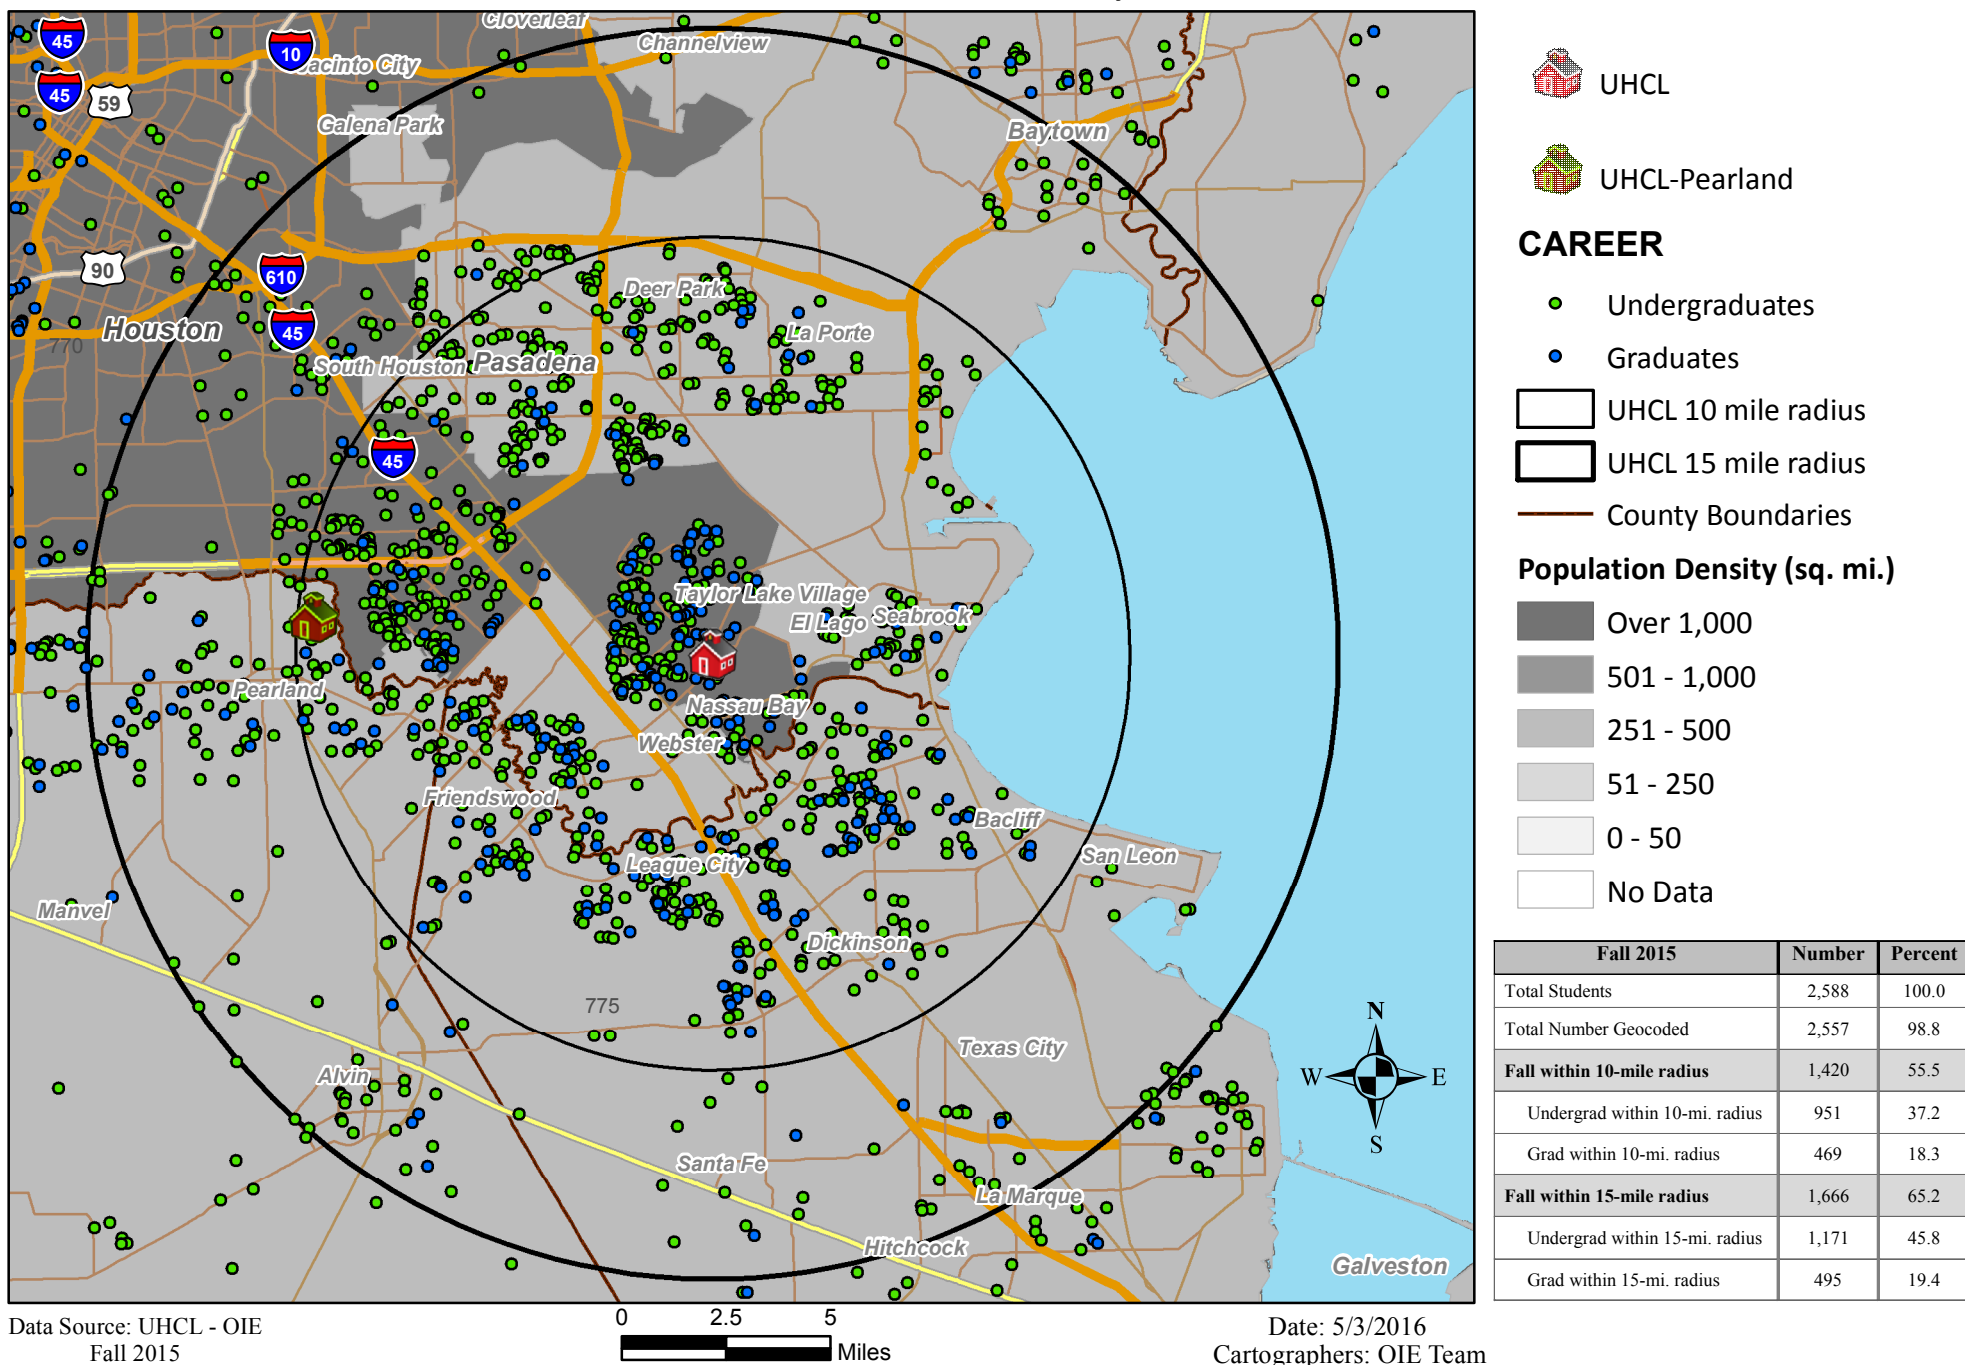 Cloverleaf
Channelview
45
10
Jacinto City
45
59
Galena Park
Baytown
90
610
Deer Park
Houston
45
La Porte
770
South Houston
Pasadena
45
Taylor Lake Village
El Lago
Seabrook
Pearland
Nassau Bay
Webster
Friendswood
Bacliff
San Leon
League City
Manvel
Dickinson
775
Texas City
Alvin
Santa Fe
La Marque
Hitchcock
Galveston
N
W
E
S
UHCL
UHCL-Pearland
CAREER
Undergraduates
Graduates
UHCL 10 mile radius
UHCL 15 mile radius
County Boundaries
Population Density (sq. mi.)
Over 1,000
501 - 1,000
251 - 500
51 - 250
0 - 50
No Data
Fall 2015 Number Percent
Total Students 2,588 100.0
Total Number Geocoded 2,557 98.8
Fall within 10-mile radius 1,420 55.5
Undergrad within 10-mi. radius 951 37.2
Grad within 10-mi. radius 469 18.3
Fall within 15-mile radius 1,666 65.2
Undergrad within 15-mi. radius 1,171 45.8
Grad within 15-mi. radius 495 19.4
Data Source: UHCL - OIE
Fall 2015
0 2.5 5
Miles
Date: 5/3/2016
Cartographers: OIE Team